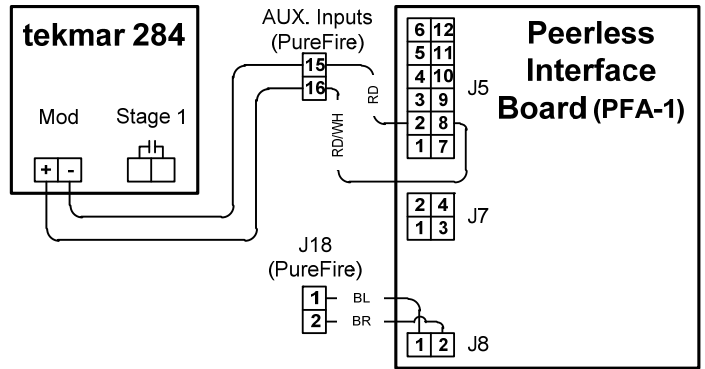 tekmar 284
Mod
Stage 1
+ -
AUX. Inputs
(PureFire)
15
16
RD
RD/WH
6 12
5 11
4 10
3 9
2 8
1 7
J5
Peerless
Interface
Board (PFA-1)
2 4
1 3
J7
J18
(PureFire)
1 BL
2 BR
1 2
J8